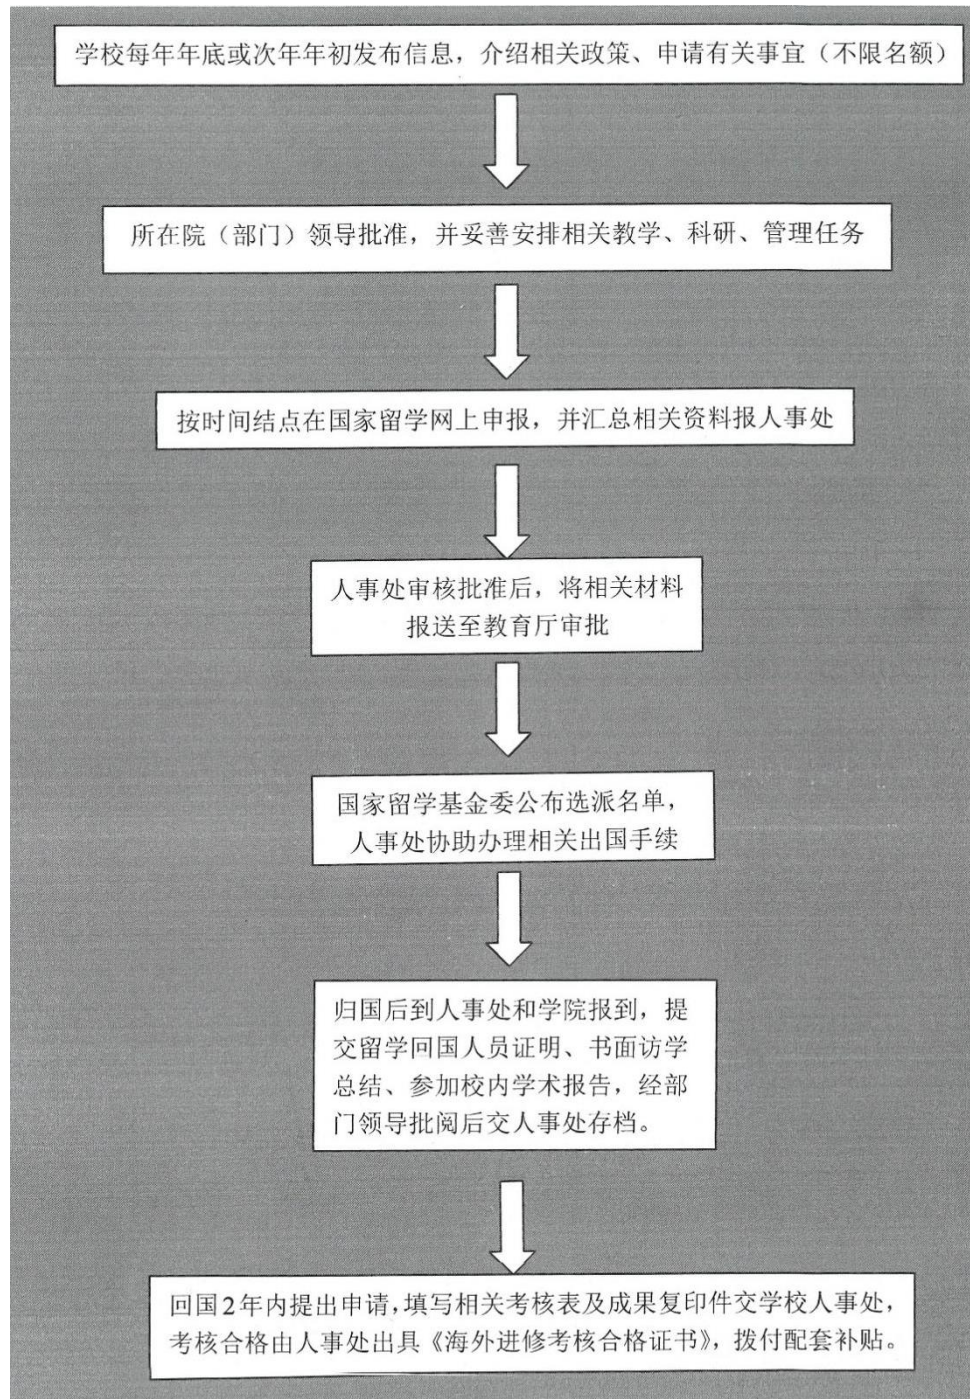 学校每年年底或次年年初发布信息，介绍相关政策、申请有关事宜（不限名额）
所在院（部门）领导批准，并妥善安排相关教学、科研、管理任务
按时间结点在国家留学网上申报，并汇总相关资料报人事处
人事处审核批准后，将相关材料
报送至教育厅审批
国家留学基金委公布选派名单，
人事处协助办理相关出国手续
归国后到人事处和学院报到，提
交留学回国人员证明、书面访学
总结、参加校内学术报告，经部
门领导批阅后交人事处存档。
回国2年内提出申请，填写相关考核表及成果复印件交学校人事处，
考核合格由人事处出具《海外进修考核合格证书》，拨付配套补贴。